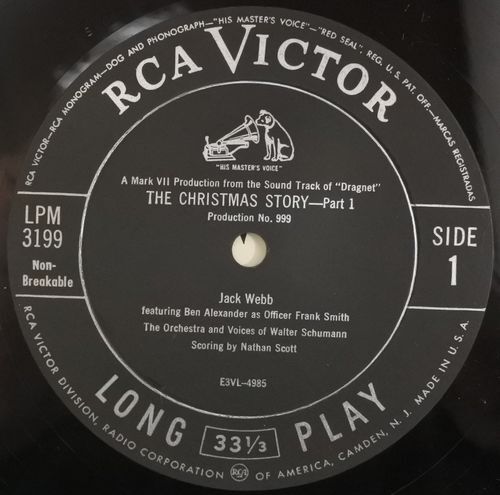 RCA VICTOR-RCA MONOGRAM-DOG AND PHONOGRAPH-"HIS MASTER'S VOICE"-"RED SEAL", REG. U.S. PAT. OFF.-MARCAS REGISTRADAS
RCA VICTOR
"HIS MASTER'S VOICE"
A Mark VII Production from the Sound Track of "Dragnet"
THE CHRISTMAS STORY—Part 1
Production No. 999
LPM
3199
Non-
Breakable
SIDE
1
Jack Webb
featuring Ben Alexander as Officer Frank Smith
The Orchestra and Voices of Walter Schumann
Scoring by Nathan Scott
E3VL-4985
LONG 33 1/3 PLAY
RCA VICTOR DIVISION, RADIO CORPORATION RCA OF AMERICA, CAMDEN, N. J. MADE IN U.S.A.